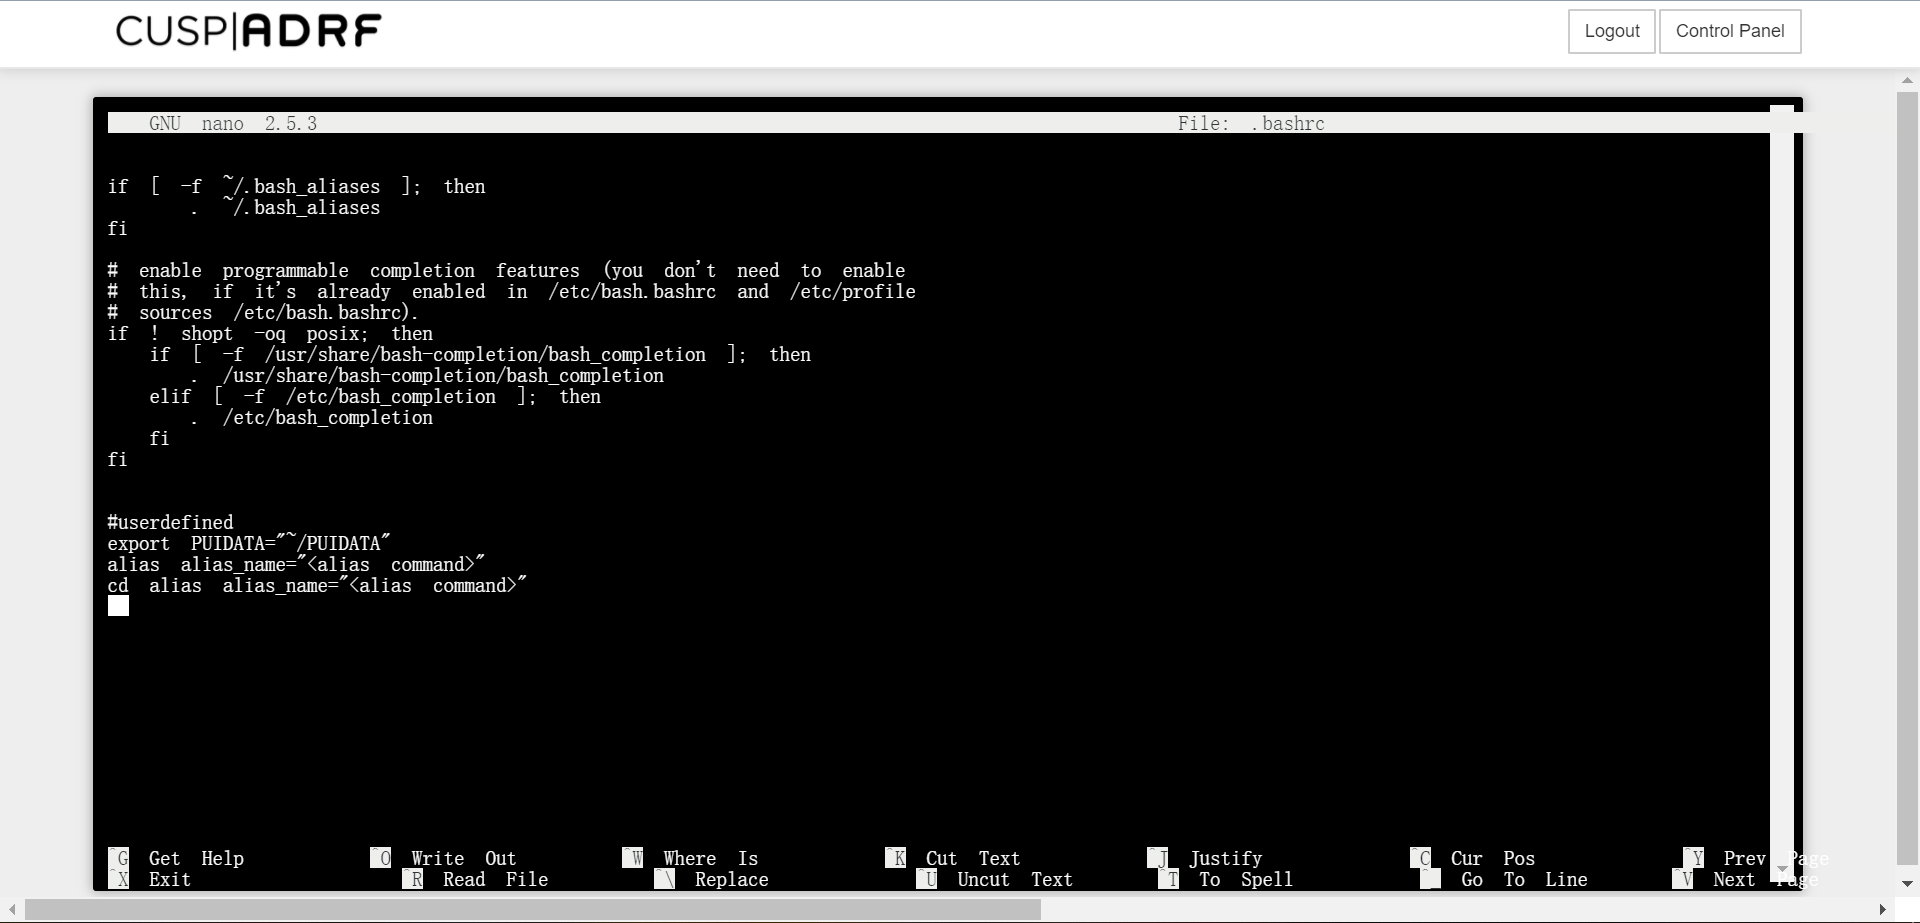 CUSP|ADRF
Logout
Control Panel
GNU nano 2.5.3 File: .bashrc
if [ -f ~/.bash_aliases ]; then
. ~/.bash_aliases
fi
# enable programmable completion features (you don't need to enable
# this, if it's already enabled in /etc/bash.bashrc and /etc/profile
# sources /etc/bash.bashrc).
if ! shopt -oq posix; then
if [ -f /usr/share/bash-completion/bash_completion ]; then
. /usr/share/bash-completion/bash_completion
elif [ -f /etc/bash_completion ]; then
. /etc/bash_completion
fi
fi
#userdefined
export PUIDATA="~/PUIDATA"
alias alias_name="<alias command>"
cd alias alias_name="<alias command>"
^G Get Help ^O Write Out ^W Where Is ^K Cut Text ^J Justify ^C Cur Pos ^Y Prev Page
^X Exit ^R Read File ^\ Replace ^U Uncut Text ^T To Spell ^_ Go To Line ^V Next Page